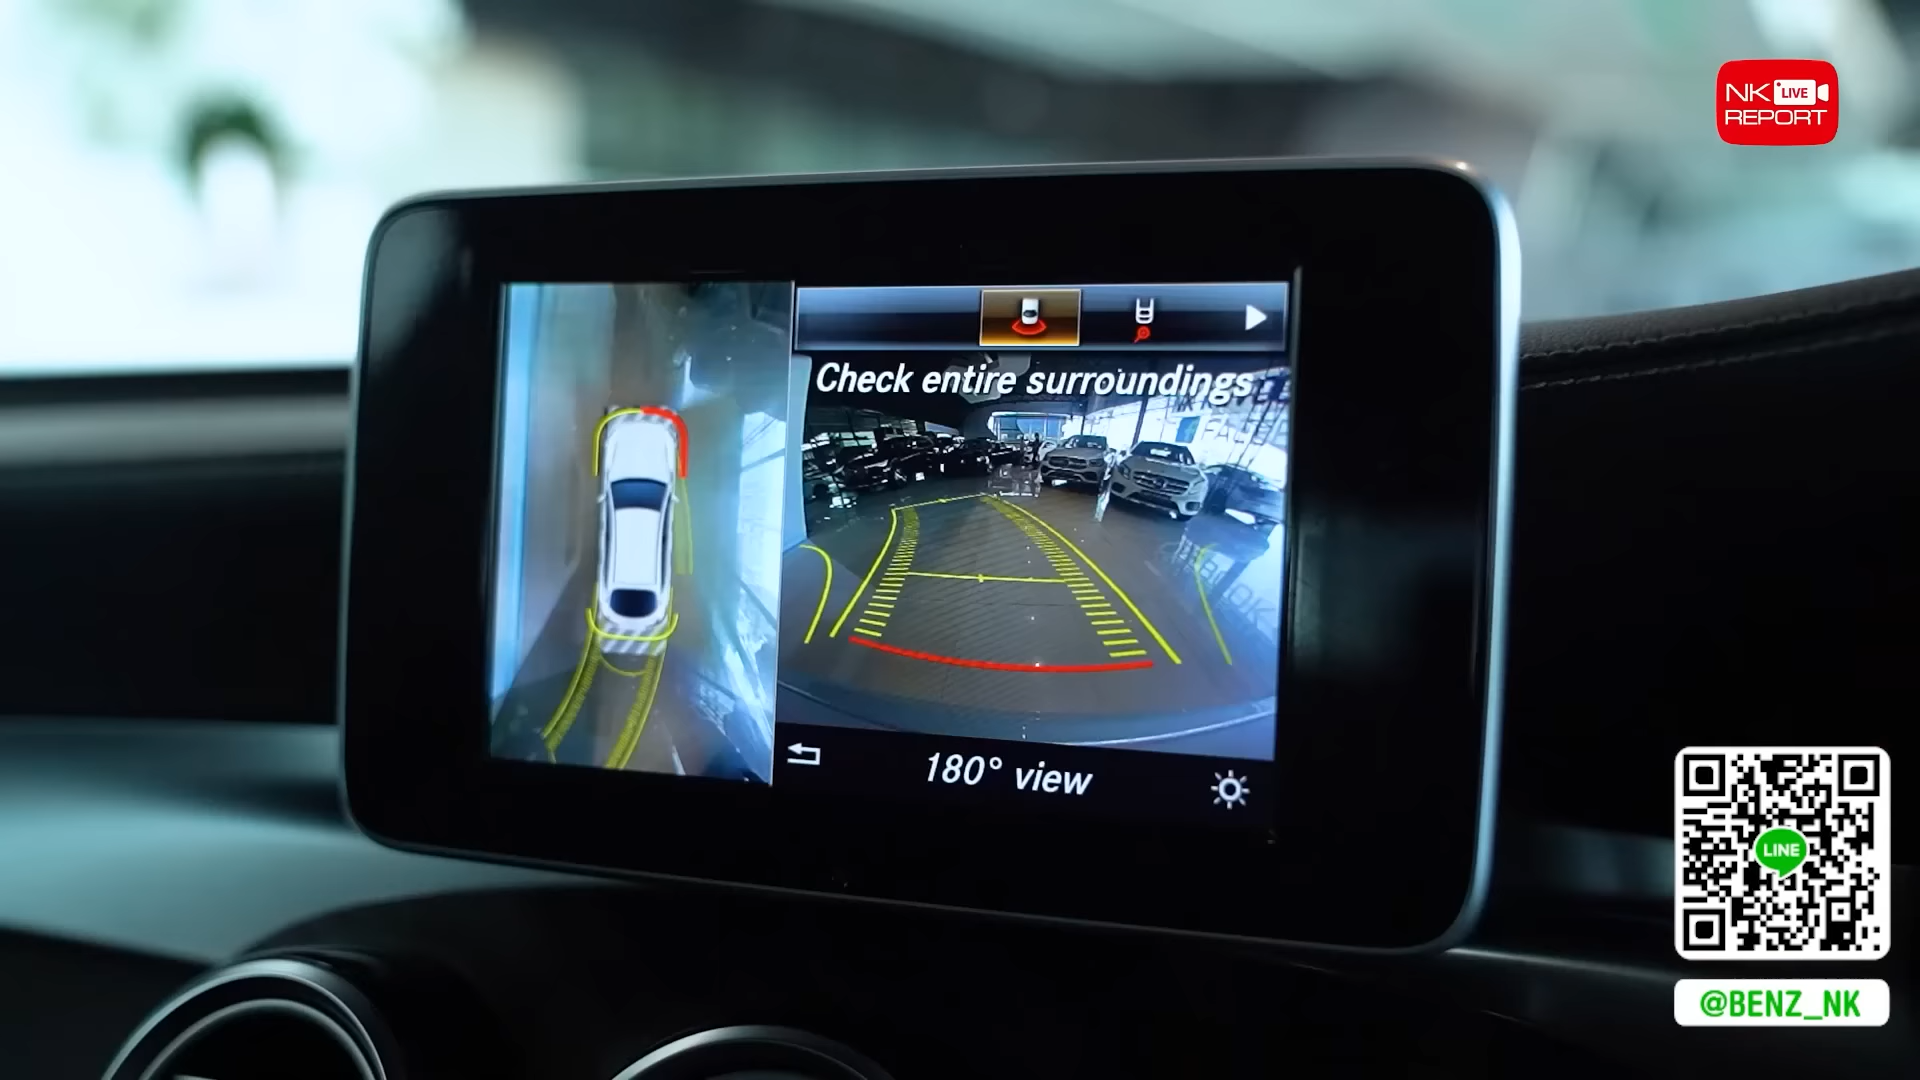 NK LIVE
REPORT
Check entire surroundings
180° view
LINE
@BENZ_NK